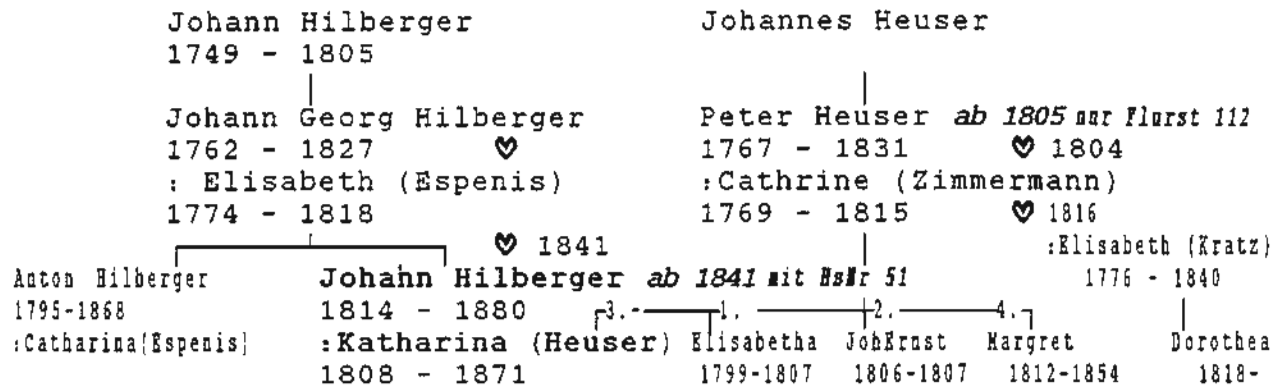 Johann Hilberger
1749 - 1805
Johannes Heuser
Johann Georg Hilberger
1762 - 1827 ♥
: Elisabeth (Espenis)
1774 - 1818
Peter Heuser ab 1805 nur Flurst 112
1767 - 1831 ♥ 1804
:Cathrine (Zimmermann)
1769 - 1815 ♥ 1816
:Elisabeth (Kratz)
1776 - 1840
Anton Hilberger
1795-1868
:Catharina(Espenis)
♥ 1841
Johann Hilberger ab 1841 mit HsNr 51
1814 - 1880
:Katharina (Heuser)
1808 - 1871
3.- 1. 2. 4.
Elisabetha
1799-1807
JohErnst
1806-1807
Margret
1812-1854
Dorothea
1818-